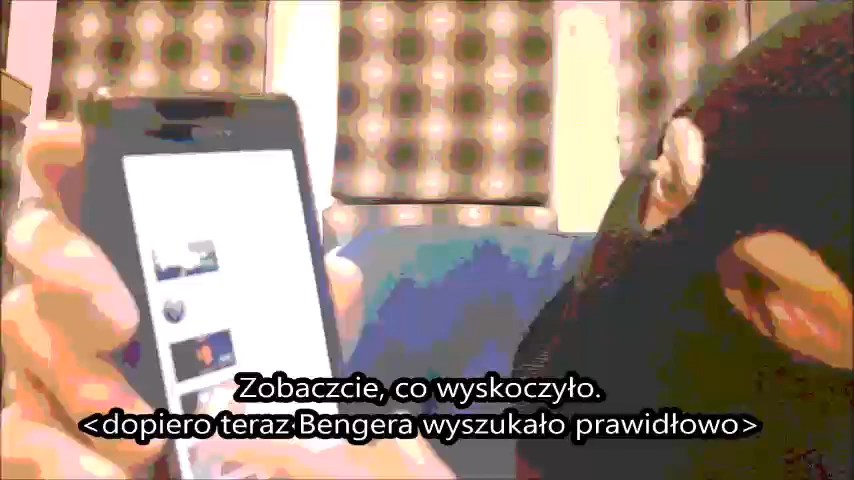 Zobaczcie, co wyskoczyło.
<dopiero teraz Bengera wyszukało prawidłowo>